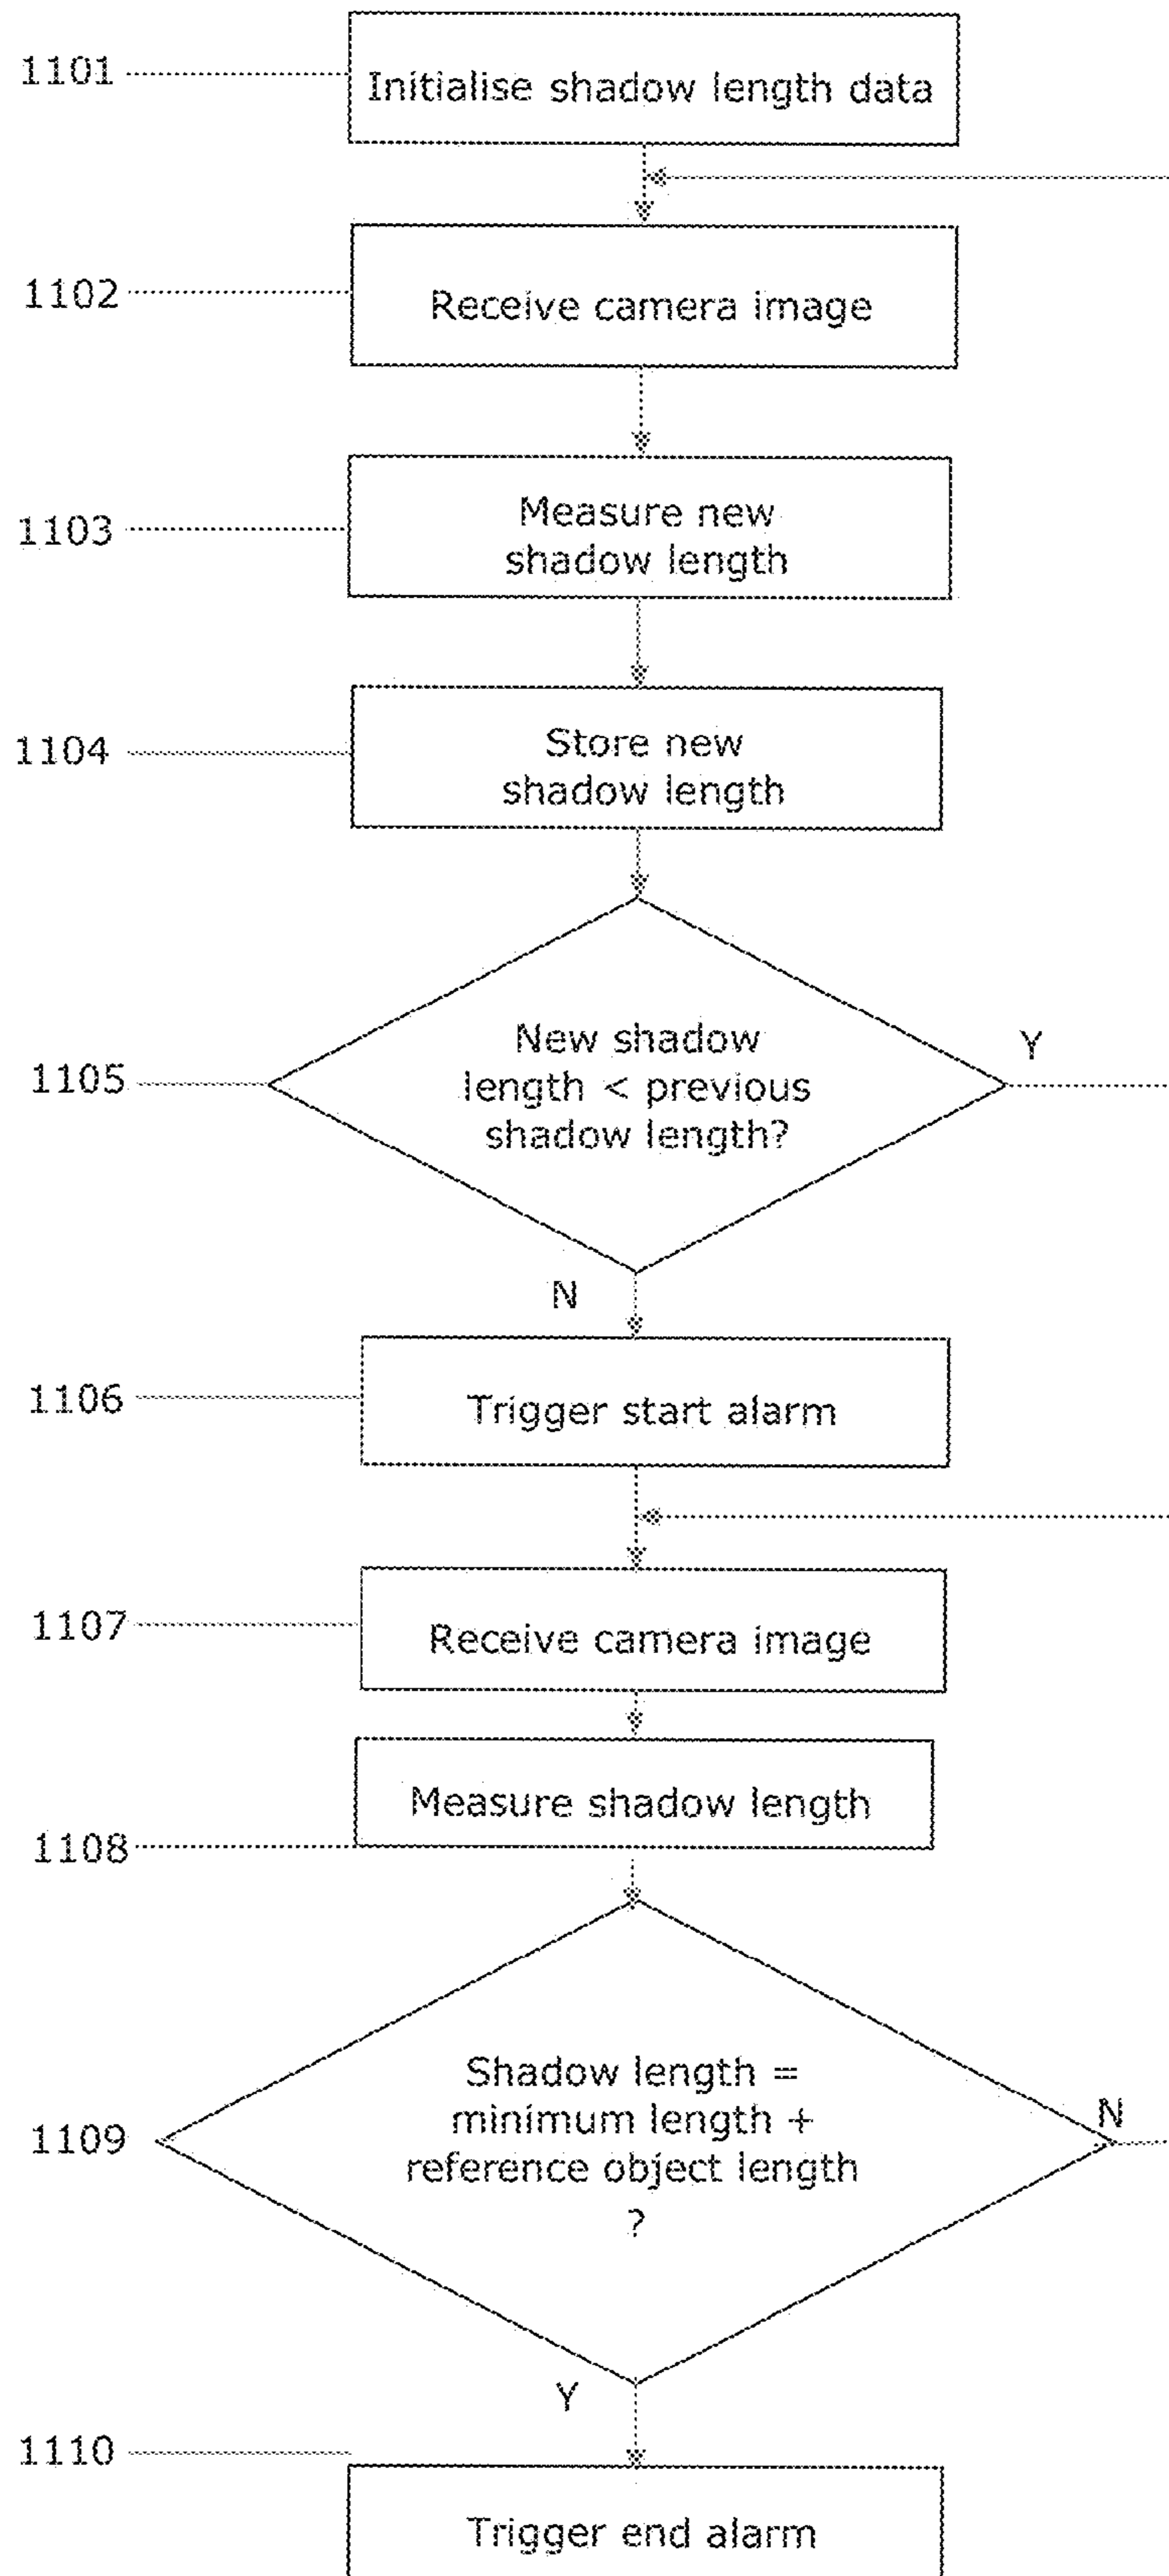 1101
Initialise shadow length data
1102
Receive camera image
1103
Measure new
shadow length
1104
Store new
shadow length
1105
New shadow
length < previous
shadow length?
Y
N
1106
Trigger start alarm
1107
Receive camera image
Measure shadow length
1108
1109
Shadow length =
minimum length +
reference object length
?
N
Y
1110
Trigger end alarm